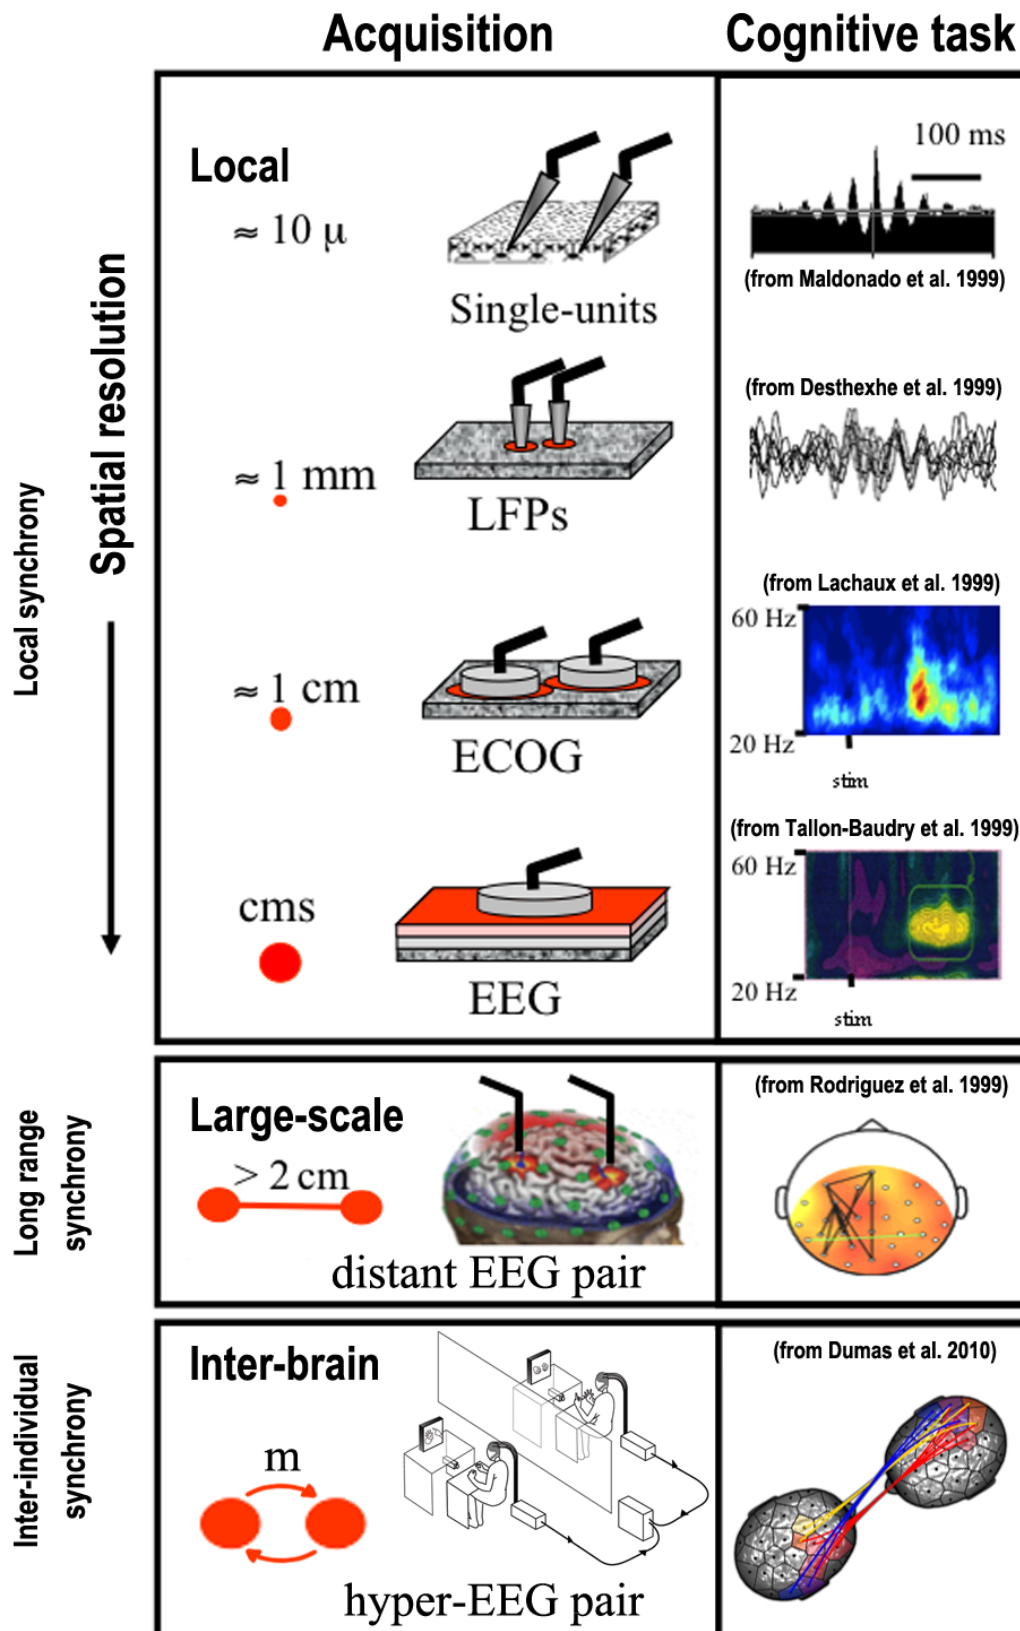 Acquisition
Cognitive task
Spatial resolution
Local synchrony
Local
≈ 10 µ
Single-units
100 ms
(from Maldonado et al. 1999)
≈ 1 mm
LFPs
(from Desthexhe et al. 1999)
≈ 1 cm
ECOG
(from Lachaux et al. 1999)
60 Hz
20 Hz
stim
cms
EEG
(from Tallon-Baudry et al. 1999)
60 Hz
20 Hz
stim
Long range
synchrony
Large-scale
> 2 cm
distant EEG pair
(from Rodriguez et al. 1999)
Inter-individual
synchrony
Inter-brain
m
hyper-EEG pair
(from Dumas et al. 2010)